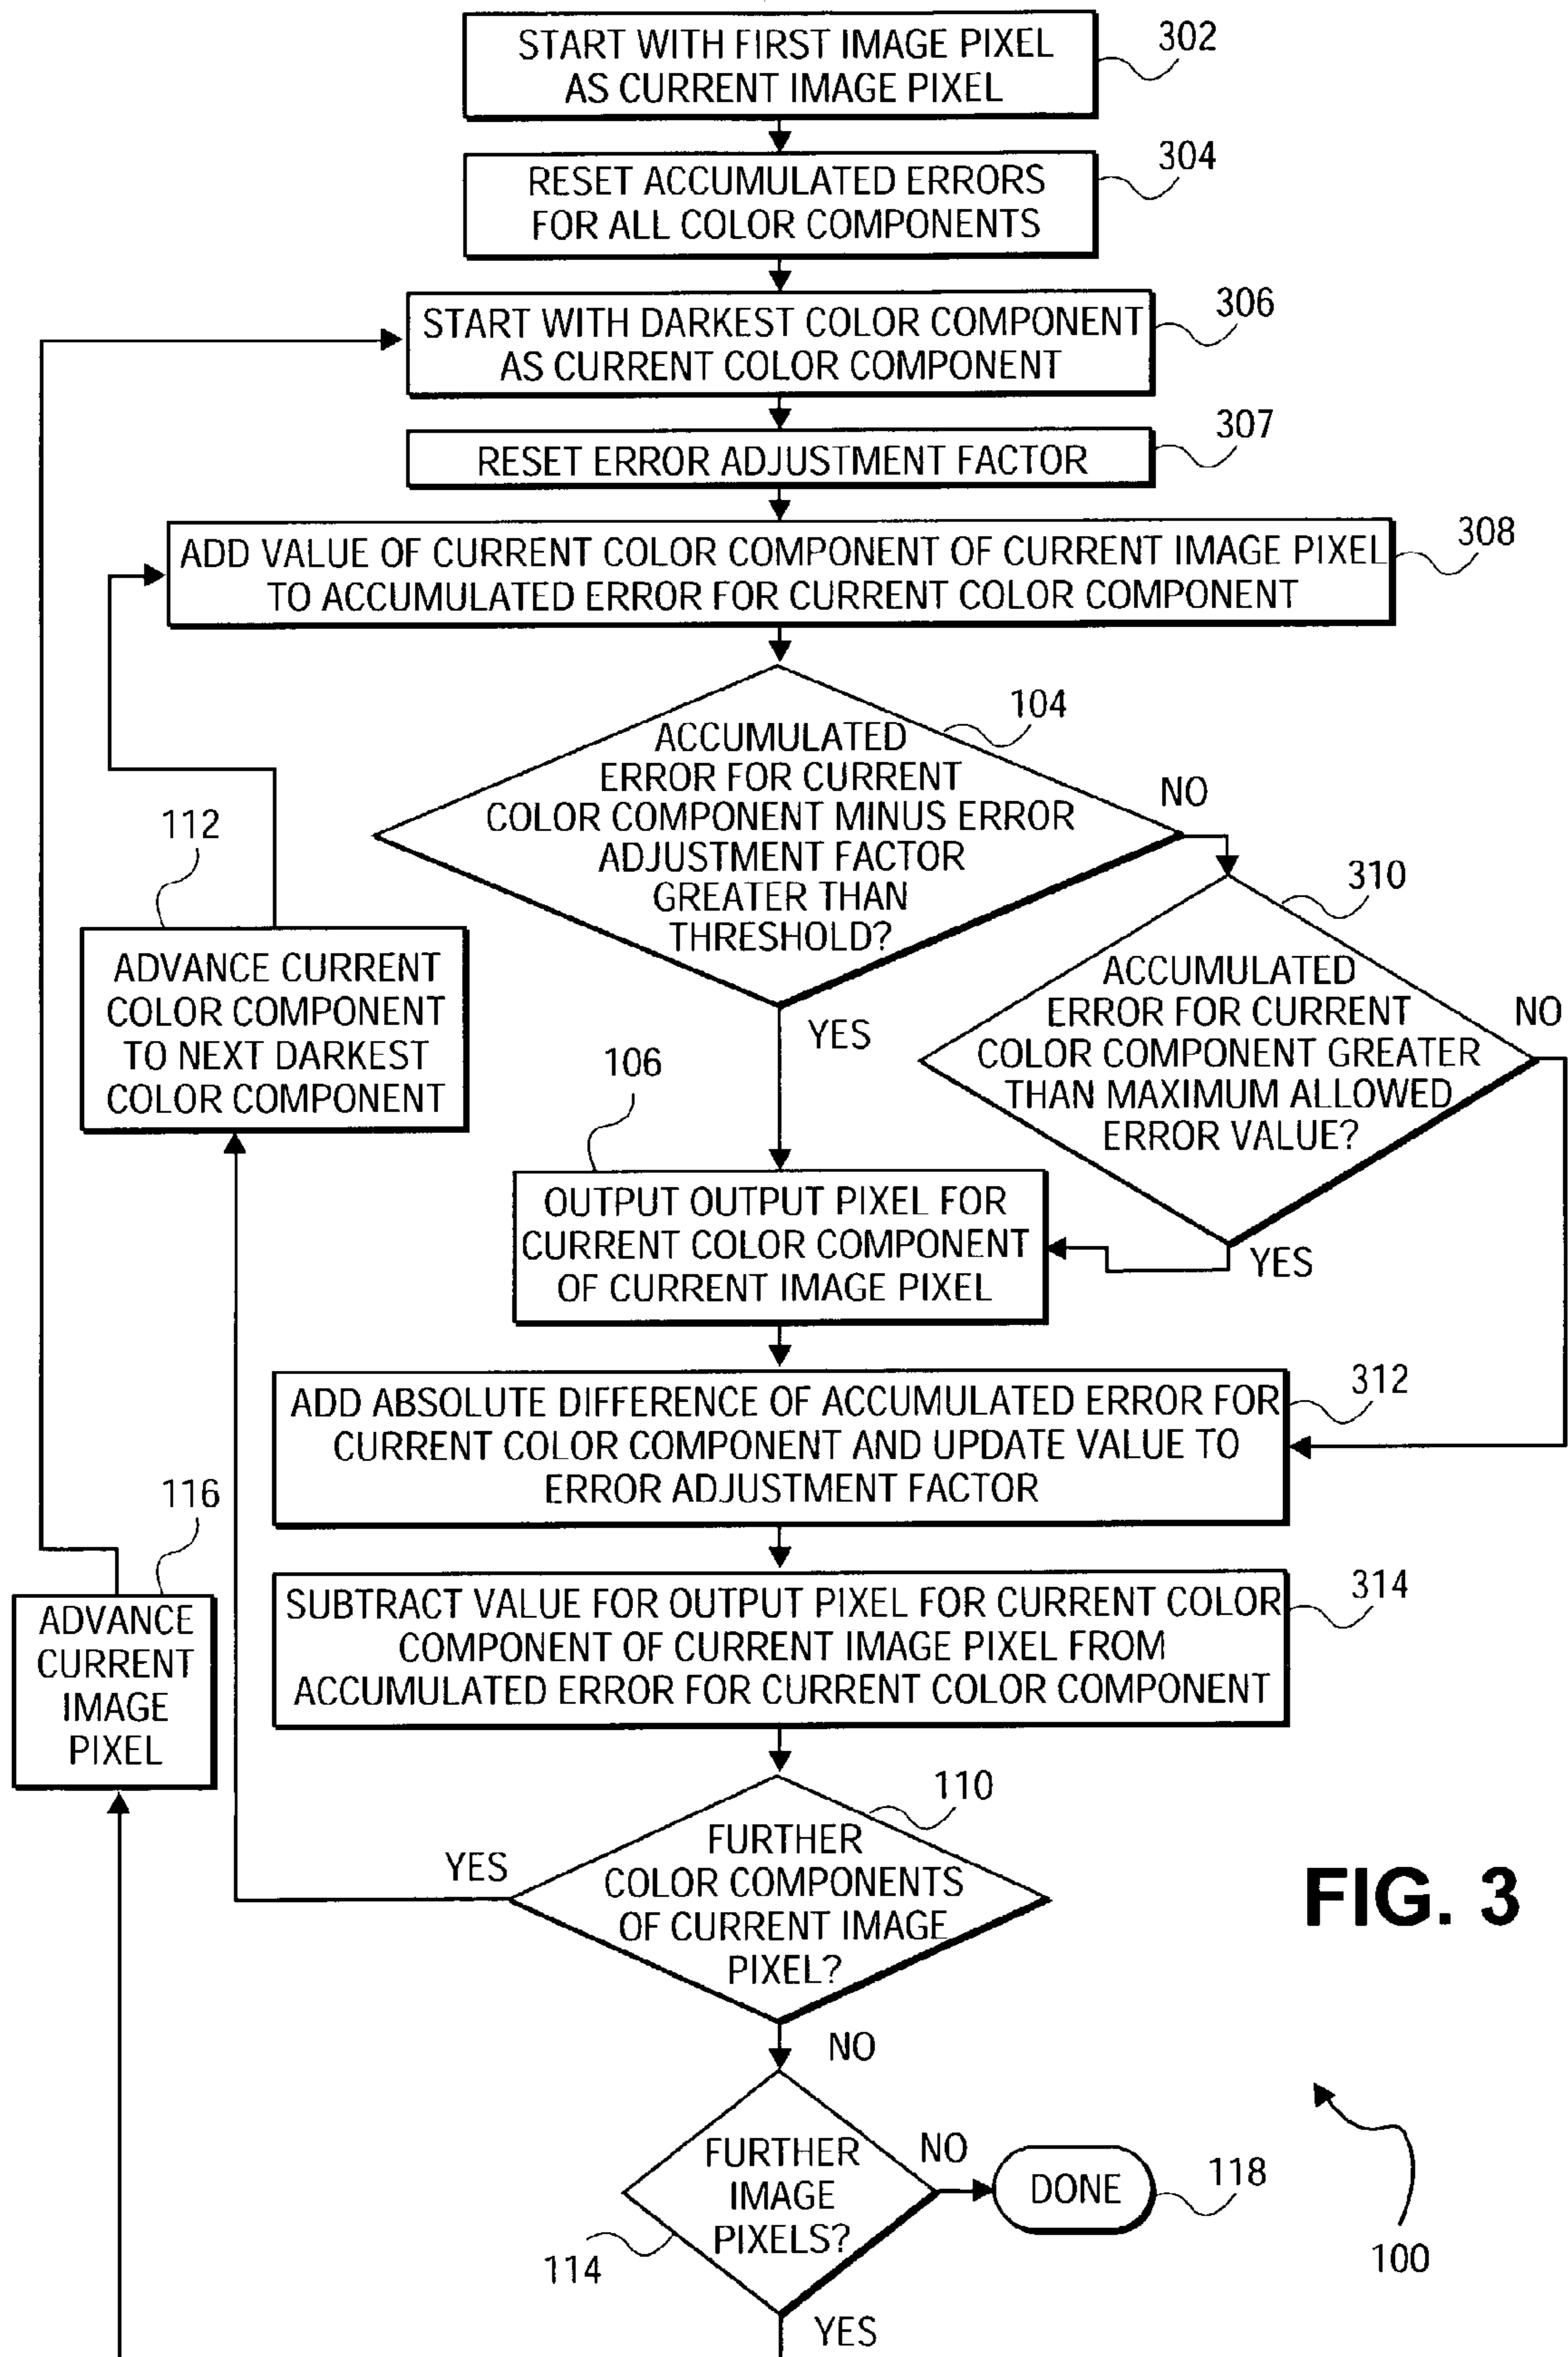 START WITH FIRST IMAGE PIXEL
AS CURRENT IMAGE PIXEL
302
RESET ACCUMULATED ERRORS
FOR ALL COLOR COMPONENTS
304
START WITH DARKEST COLOR COMPONENT
AS CURRENT COLOR COMPONENT
306
RESET ERROR ADJUSTMENT FACTOR
307
ADD VALUE OF CURRENT COLOR COMPONENT OF CURRENT IMAGE PIXEL
TO ACCUMULATED ERROR FOR CURRENT COLOR COMPONENT
308
ACCUMULATED
ERROR FOR CURRENT
COLOR COMPONENT MINUS ERROR
ADJUSTMENT FACTOR
GREATER THAN
THRESHOLD?
104
NO
YES
112
ADVANCE CURRENT
COLOR COMPONENT
TO NEXT DARKEST
COLOR COMPONENT
310
ACCUMULATED
ERROR FOR CURRENT
COLOR COMPONENT GREATER
THAN MAXIMUM ALLOWED
ERROR VALUE?
NO
YES
106
OUTPUT OUTPUT PIXEL FOR
CURRENT COLOR COMPONENT
OF CURRENT IMAGE PIXEL
ADD ABSOLUTE DIFFERENCE OF ACCUMULATED ERROR FOR
CURRENT COLOR COMPONENT AND UPDATE VALUE TO
ERROR ADJUSTMENT FACTOR
312
116
ADVANCE
CURRENT
IMAGE
PIXEL
SUBTRACT VALUE FOR OUTPUT PIXEL FOR CURRENT COLOR
COMPONENT OF CURRENT IMAGE PIXEL FROM
ACCUMULATED ERROR FOR CURRENT COLOR COMPONENT
314
110
FURTHER
COLOR COMPONENTS
OF CURRENT IMAGE
PIXEL?
YES
NO
FIG. 3
FURTHER
IMAGE
PIXELS?
114
NO
DONE
118
YES
100